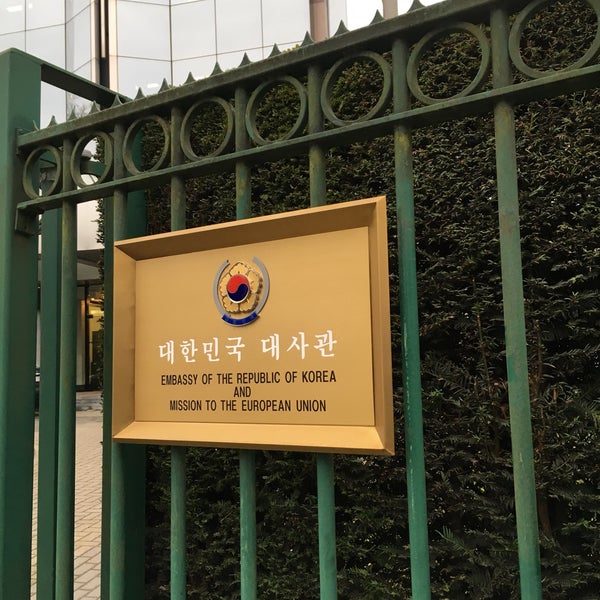 대한민국 대사관
EMBASSY OF THE REPUBLIC OF KOREA
AND
MISSION TO THE EUROPEAN UNION